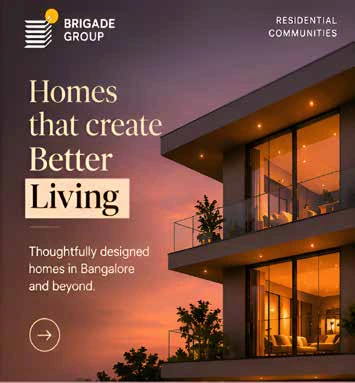 BRIGADE
GROUP
RESIDENTIAL
COMMUNITIES
Homes
that create
Better
Living
Thoughtfully designed
homes in Bangalore
and beyond.